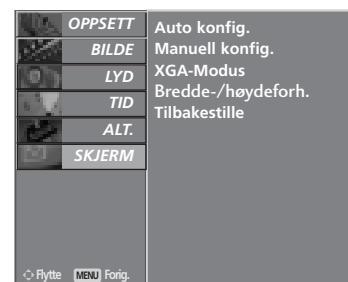 OPPSETT
BILDE
LYD
TID
ALT.
SKJERM
Auto konfig.
Manuell konfig.
XGA-Modus
Bredde-/høydeforh.
Tilbakestille
Flytte MENU Forig.